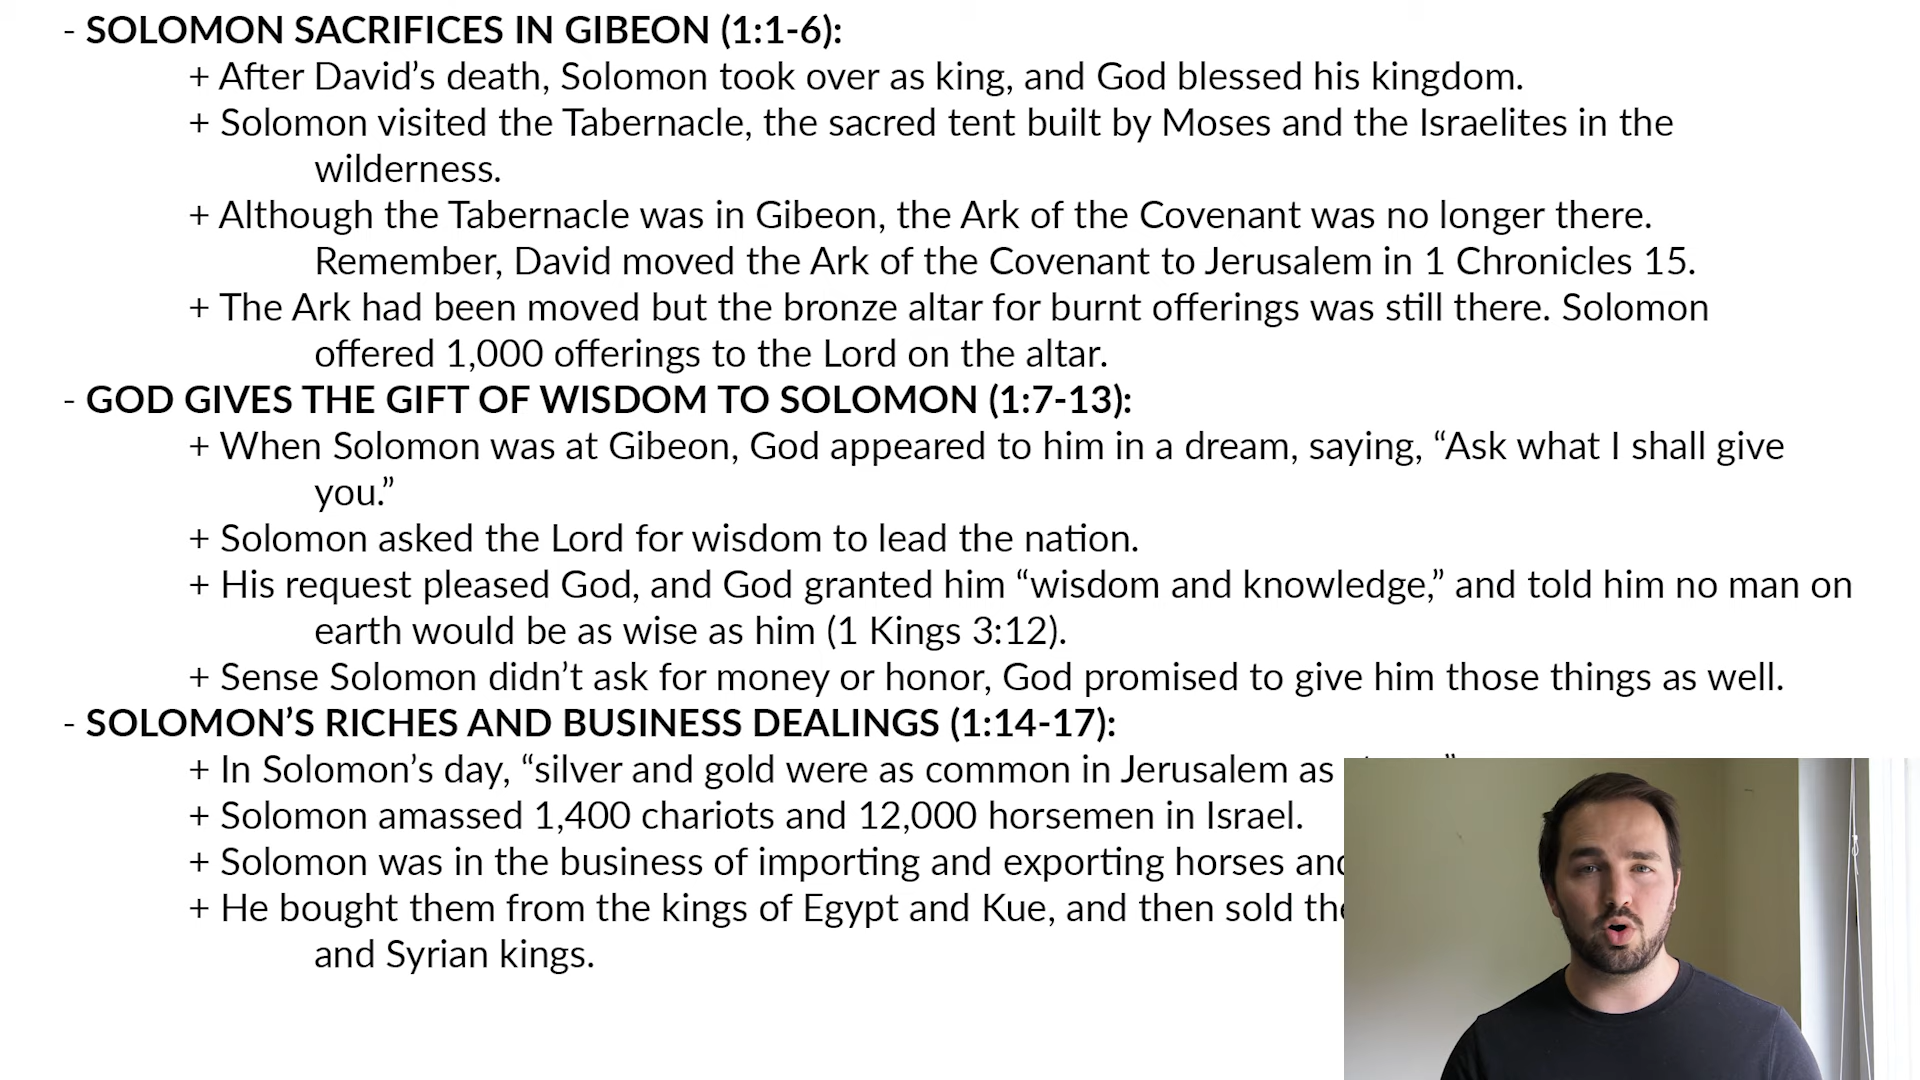 - SOLOMON SACRIFICES IN GIBEON (1:1-6):
+ After David’s death, Solomon took over as king, and God blessed his kingdom.
+ Solomon visited the Tabernacle, the sacred tent built by Moses and the Israelites in the
wilderness.
+ Although the Tabernacle was in Gibeon, the Ark of the Covenant was no longer there.
Remember, David moved the Ark of the Covenant to Jerusalem in 1 Chronicles 15.
+ The Ark had been moved but the bronze altar for burnt offerings was still there. Solomon
offered 1,000 offerings to the Lord on the altar.
- GOD GIVES THE GIFT OF WISDOM TO SOLOMON (1:7-13):
+ When Solomon was at Gibeon, God appeared to him in a dream, saying, “Ask what I shall give
you.”
+ Solomon asked the Lord for wisdom to lead the nation.
+ His request pleased God, and God granted him “wisdom and knowledge,” and told him no man on
earth would be as wise as him (1 Kings 3:12).
+ Sense Solomon didn’t ask for money or honor, God promised to give him those things as well.
- SOLOMON’S RICHES AND BUSINESS DEALINGS (1:14-17):
+ In Solomon’s day, “silver and gold were as common in Jerusalem as
+ Solomon amassed 1,400 chariots and 12,000 horsemen in Israel.
+ Solomon was in the business of importing and exporting horses and
+ He bought them from the kings of Egypt and Kue, and then sold
and Syrian kings.